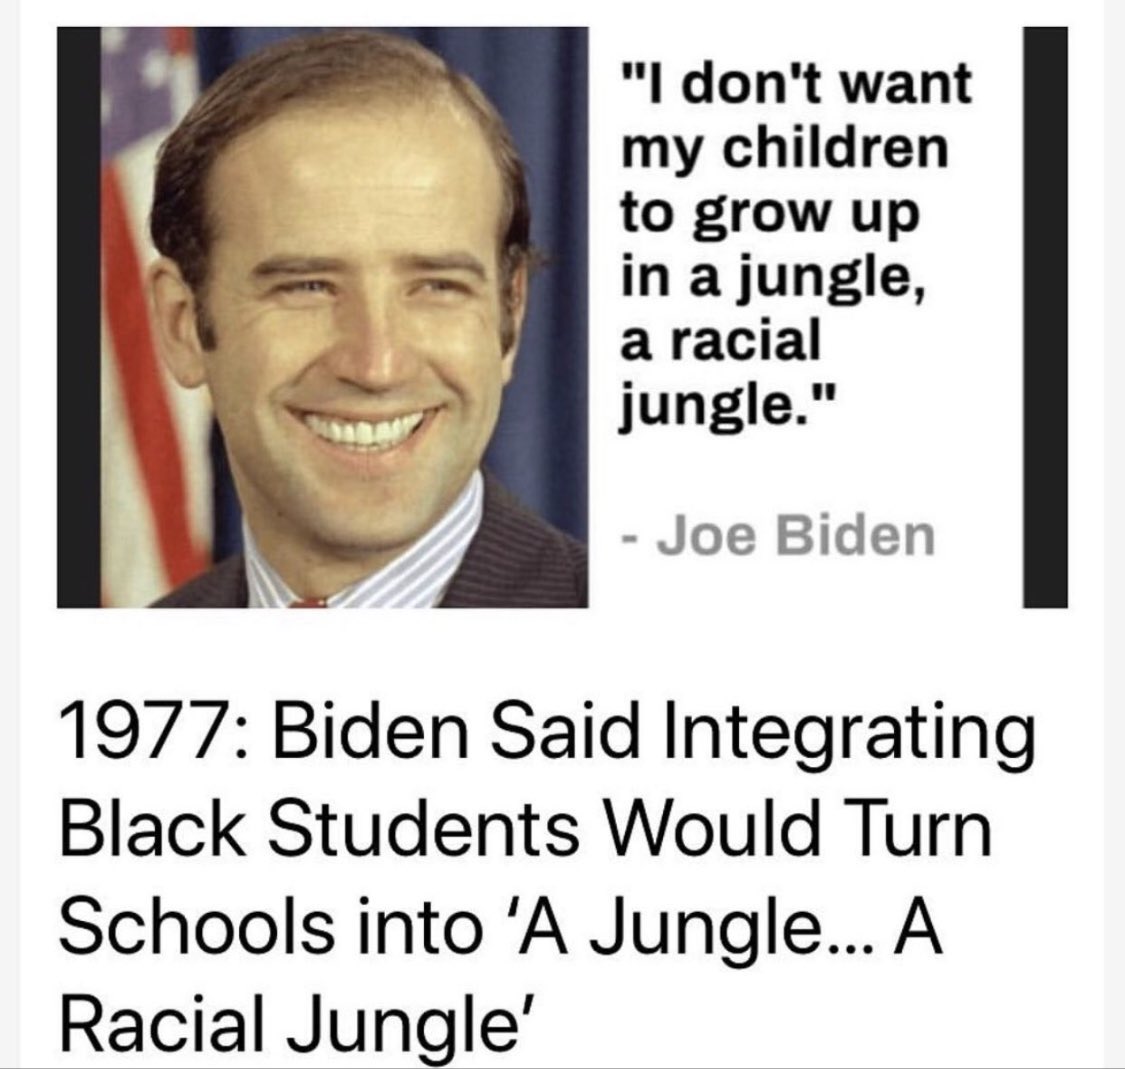 "I don't want
my children
to grow up
in a jungle,
a racial
jungle."
- Joe Biden
1977: Biden Said Integrating
Black Students Would Turn
Schools into ‘A Jungle... A
Racial Jungle’